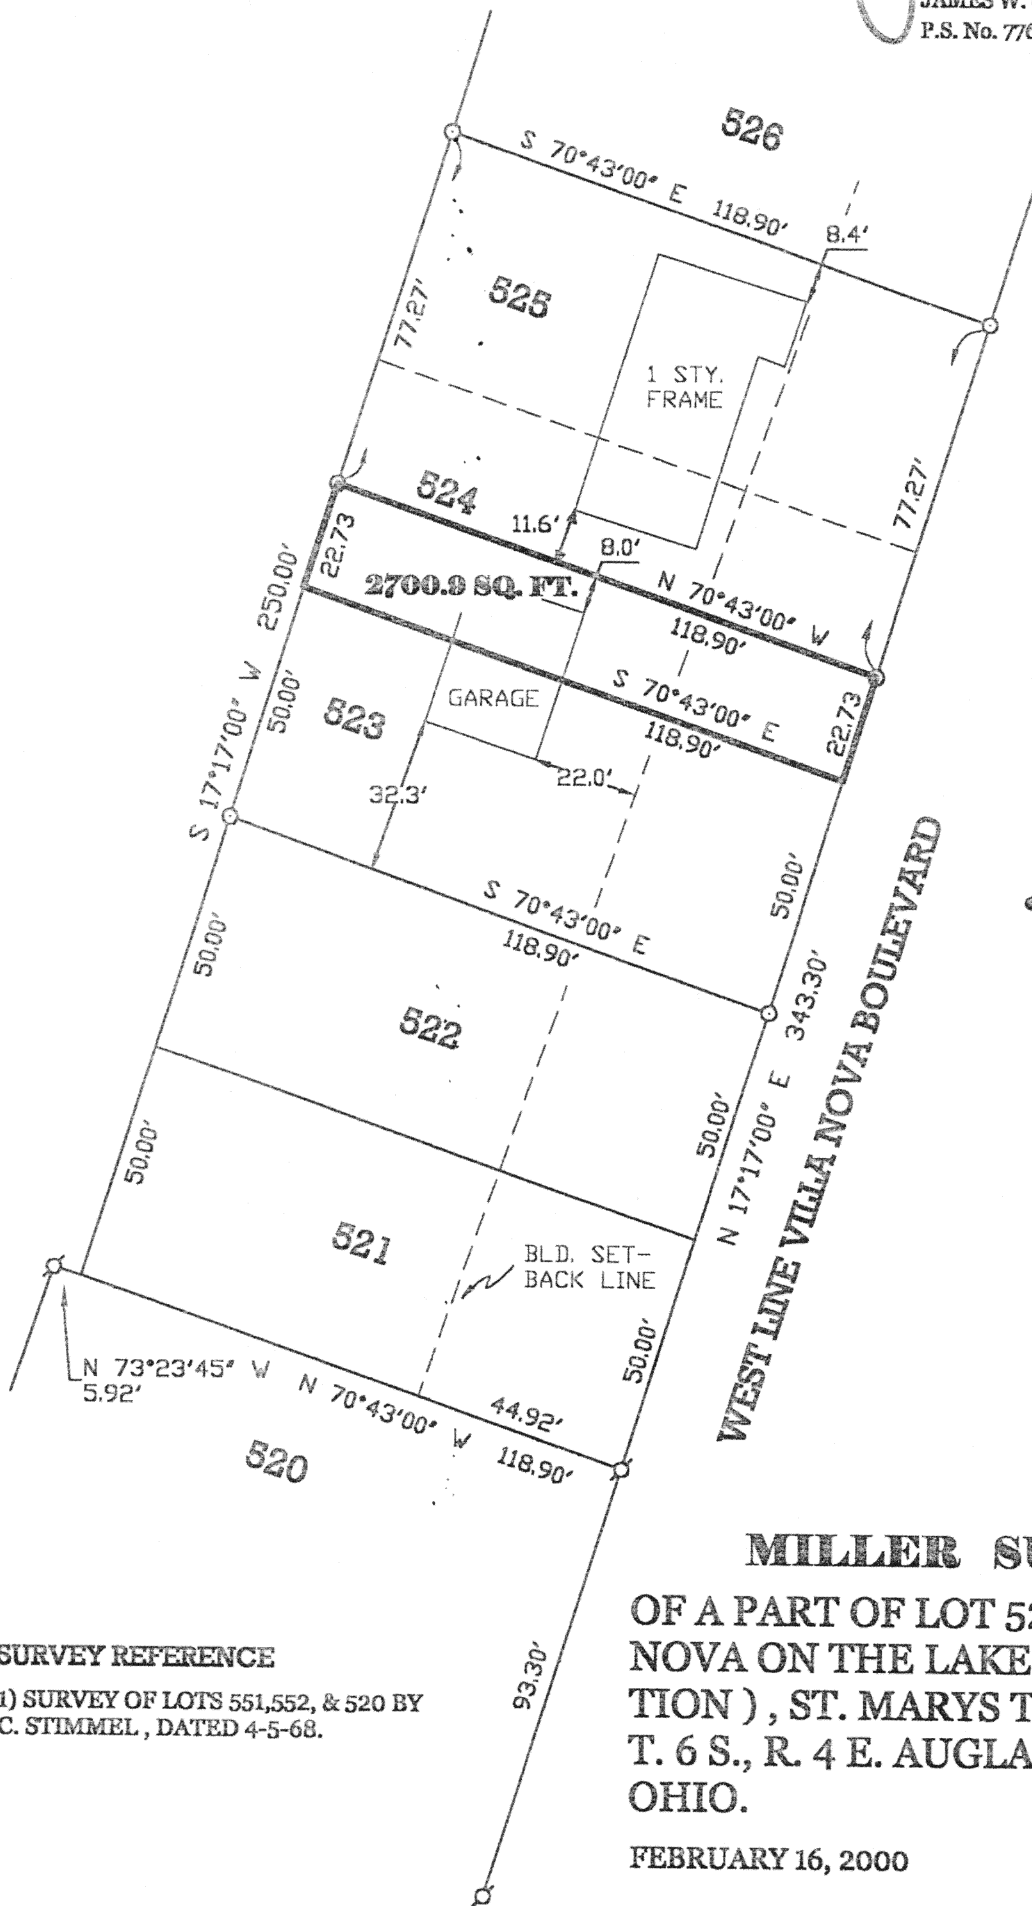 JAMES W.
P.S. No. 776
526
S 70°43'00" E 118.90'
8.4'
525
77.27'
1 STY.
FRAME
77.27'
524
11.6'
8.0'
22.73
2700.9 SQ. FT.
N 70°43'00" W
118.90'
S 17°17'00" W 250.00'
50.00'
GARAGE
S 70°43'00" E
118.90'
22.73
523
22.0'
32.3'
50.00'
S 70°43'00" E
118.90'
50.00'
522
N 17°17'00" E 343.30'
WEST LINE VILLA NOVA BOULEVARD
50.00'
50.00'
521
BLD. SET-
BACK LINE
50.00'
N 73°23'45" W
5.92'
N 70°43'00" W 118.90'
44.92'
520
93.30'
MILLER SU
OF A PART OF LOT 52
NOVA ON THE LAKE
TION ) , ST. MARYS T
T. 6 S., R. 4 E. AUGLA
OHIO.
FEBRUARY 16, 2000
SURVEY REFERENCE
1) SURVEY OF LOTS 551,552, & 520 BY
C. STIMMEL , DATED 4-5-68.